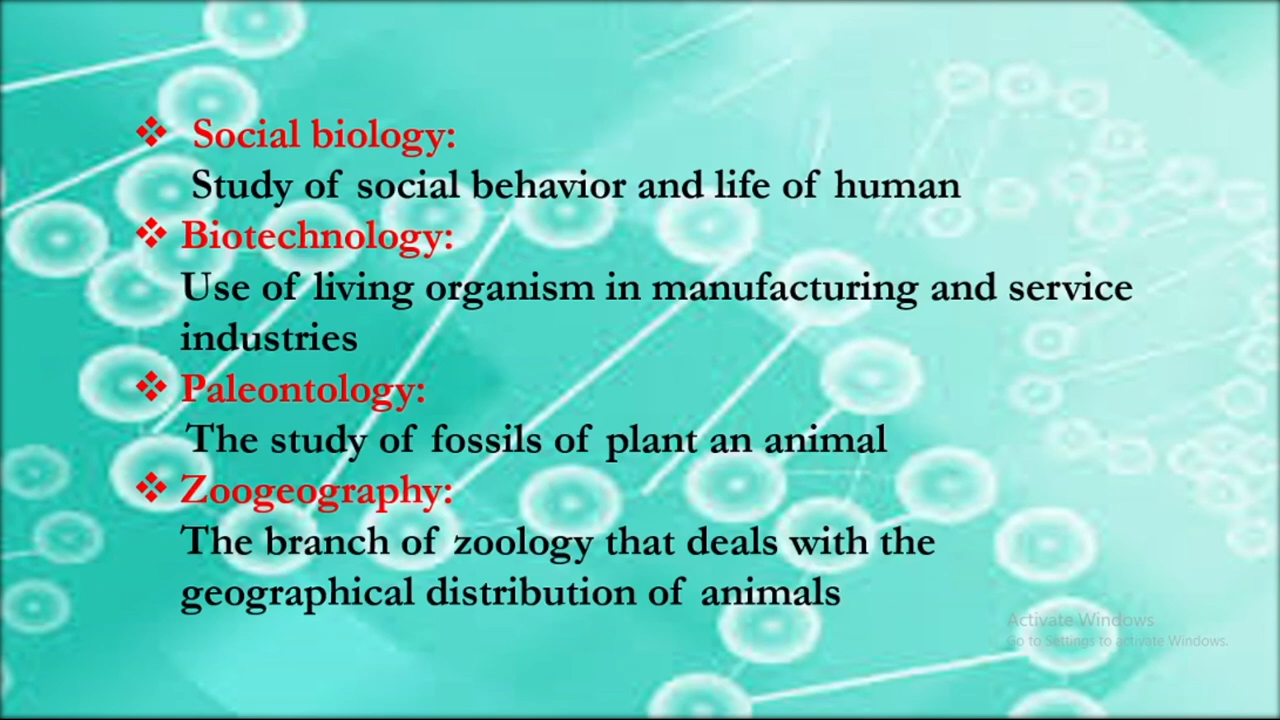 ❖ Social biology:
Study of social behavior and life of human
❖ Biotechnology:
Use of living organism in manufacturing and service
industries
❖ Paleontology:
The study of fossils of plant an animal
❖ Zoogeography:
The branch of zoology that deals with the
geographical distribution of animals
Activate Windows
Go to Settings to activate Windows.